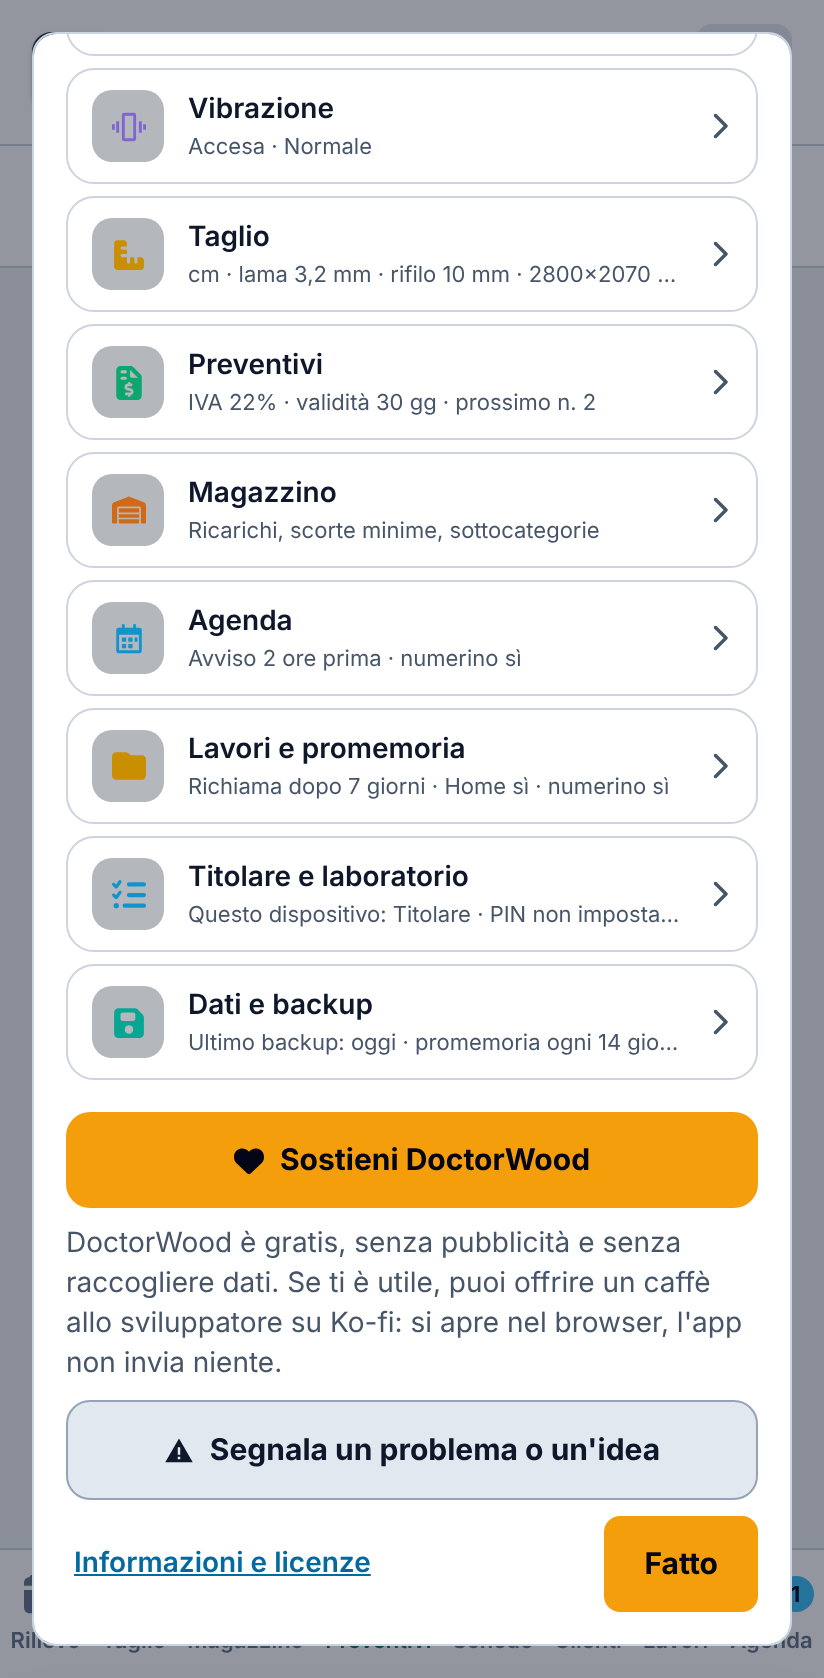 Vibrazione
Accesa · Normale
Taglio
cm · lama 3,2 mm · rifilo 10 mm · 2800×2070 ...
Preventivi
IVA 22% · validità 30 gg · prossimo n. 2
Magazzino
Ricarichi, scorte minime, sottocategorie
Agenda
Avviso 2 ore prima · numerino sì
Lavori e promemoria
Richiama dopo 7 giorni · Home sì · numerino sì
Titolare e laboratorio
Questo dispositivo: Titolare · PIN non imposta...
Dati e backup
Ultimo backup: oggi · promemoria ogni 14 gio...
Sostieni DoctorWood
DoctorWood è gratis, senza pubblicità e senza
raccogliere dati. Se ti è utile, puoi offrire un caffè
allo sviluppatore su Ko-fi: si apre nel browser, l'app
non invia niente.
Segnala un problema o un'idea
Informazioni e licenze
Fatto
1